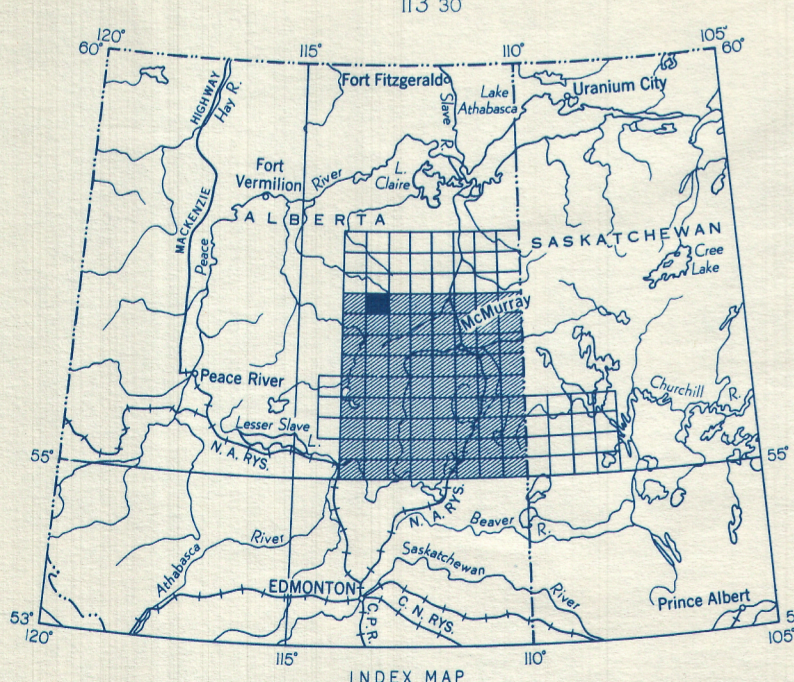 113 30
120°
115°
110°
105°
60°
60°
HIGHWAY
Hay R.
Fort Fitzgerald
Slave R.
Lake
Athabasca
Uranium City
Fort
Vermilion
River
L.
Claire
MACKENZIE
Peace
ALBERTA
SASKATCHEWAN
Cree
Lake
McMurray
Peace River
Churchill R.
Lesser Slave L.
N. A. RYS.
55°
55°
N. A. RYS.
Beaver R.
Athabasca River
Saskatchewan River
EDMONTON
C. N. RYS.
C.P.R.
Prince Albert
53°
5
120°
115°
110°
105
INDEX MAP